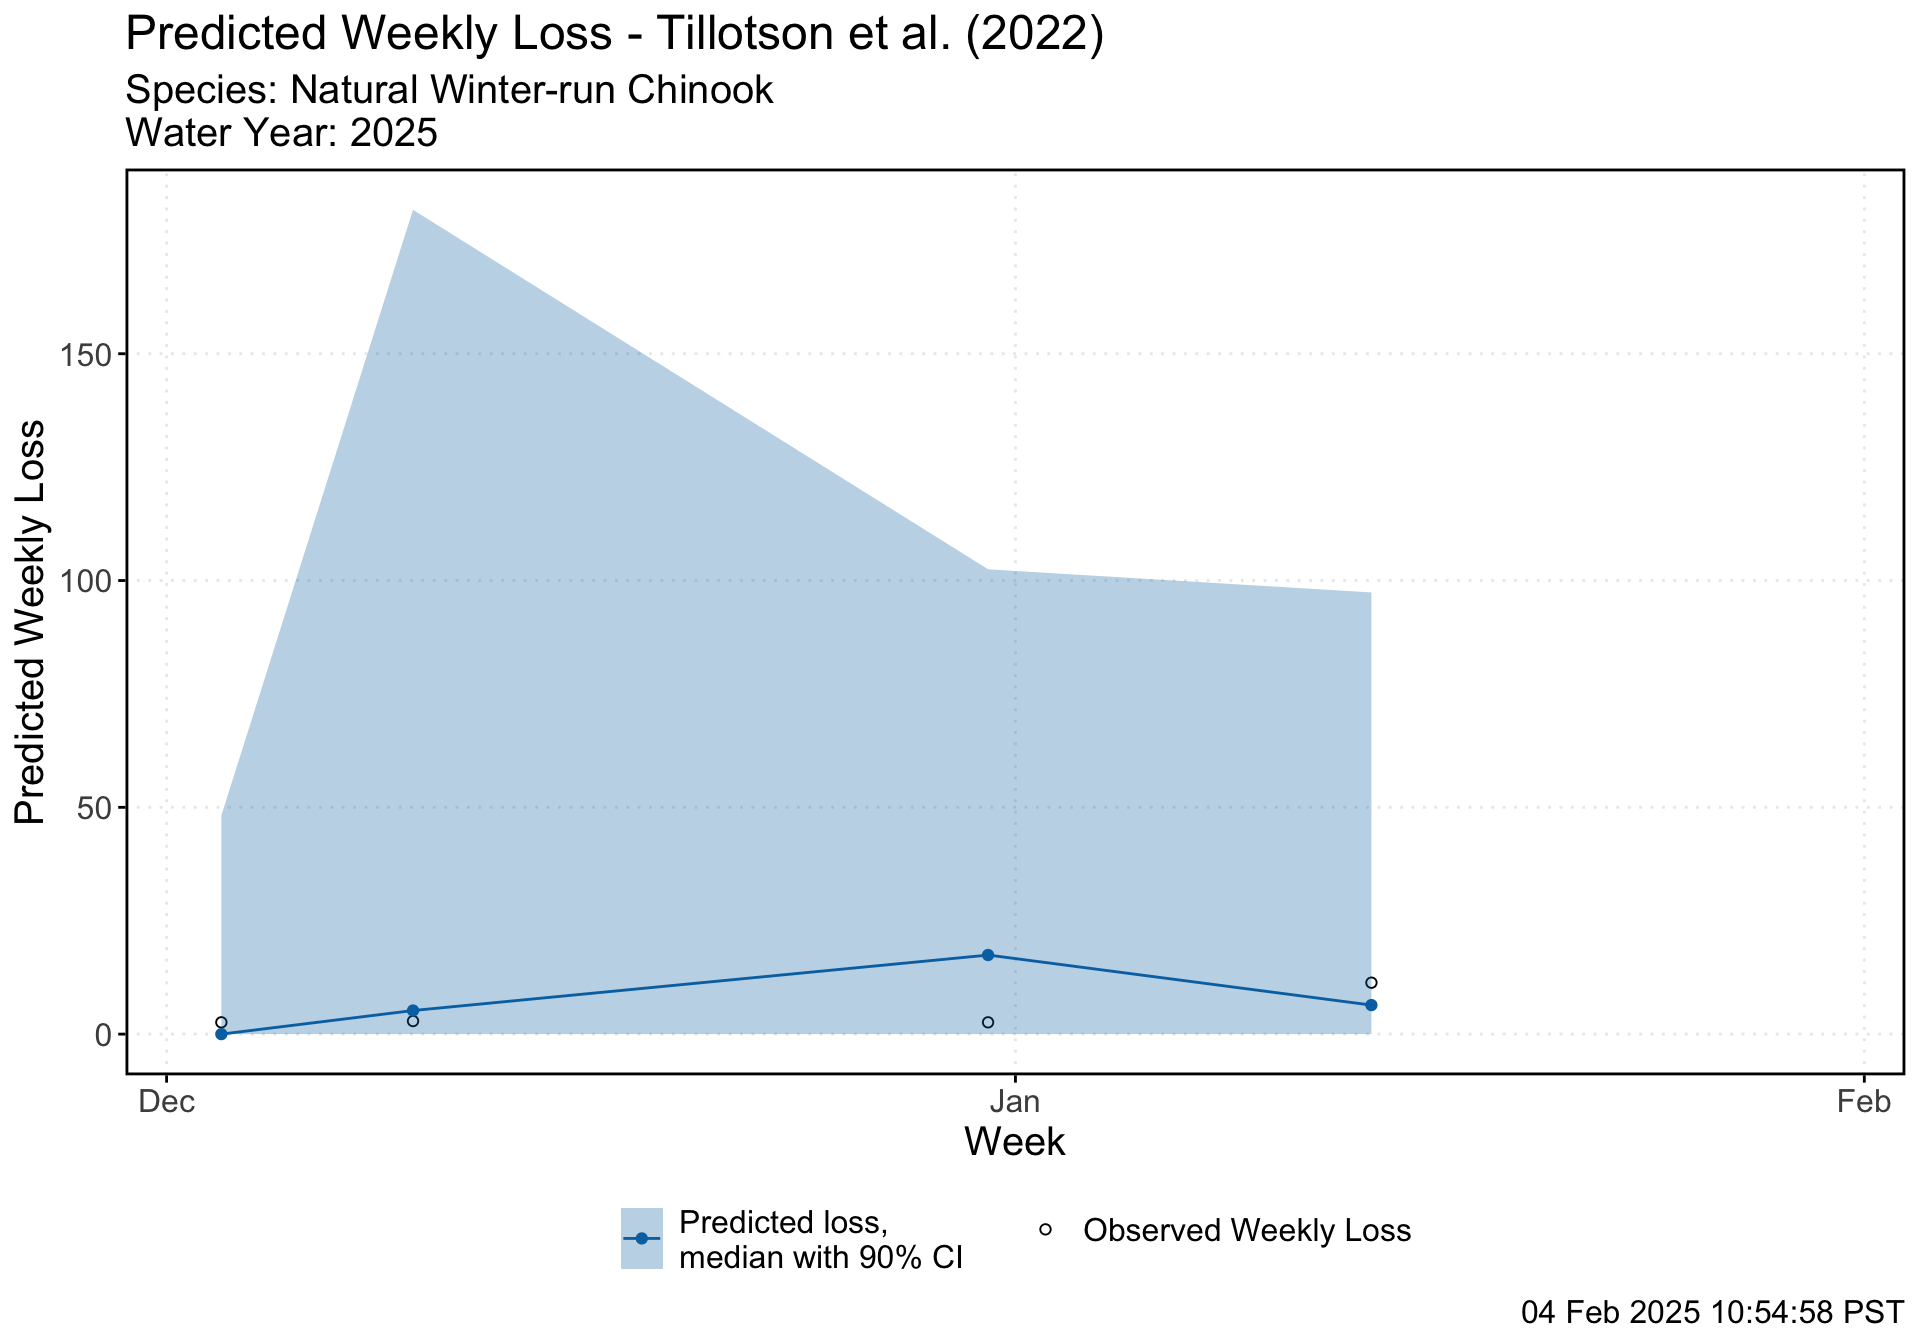 Predicted Weekly Loss - Tillotson et al. (2022)
Species: Natural Winter-run Chinook
Water Year: 2025
Predicted Weekly Loss
150
100
50
0
Dec
Jan
Feb
Week
Predicted loss,
median with 90% CI
Observed Weekly Loss
04 Feb 2025 10:54:58 PST